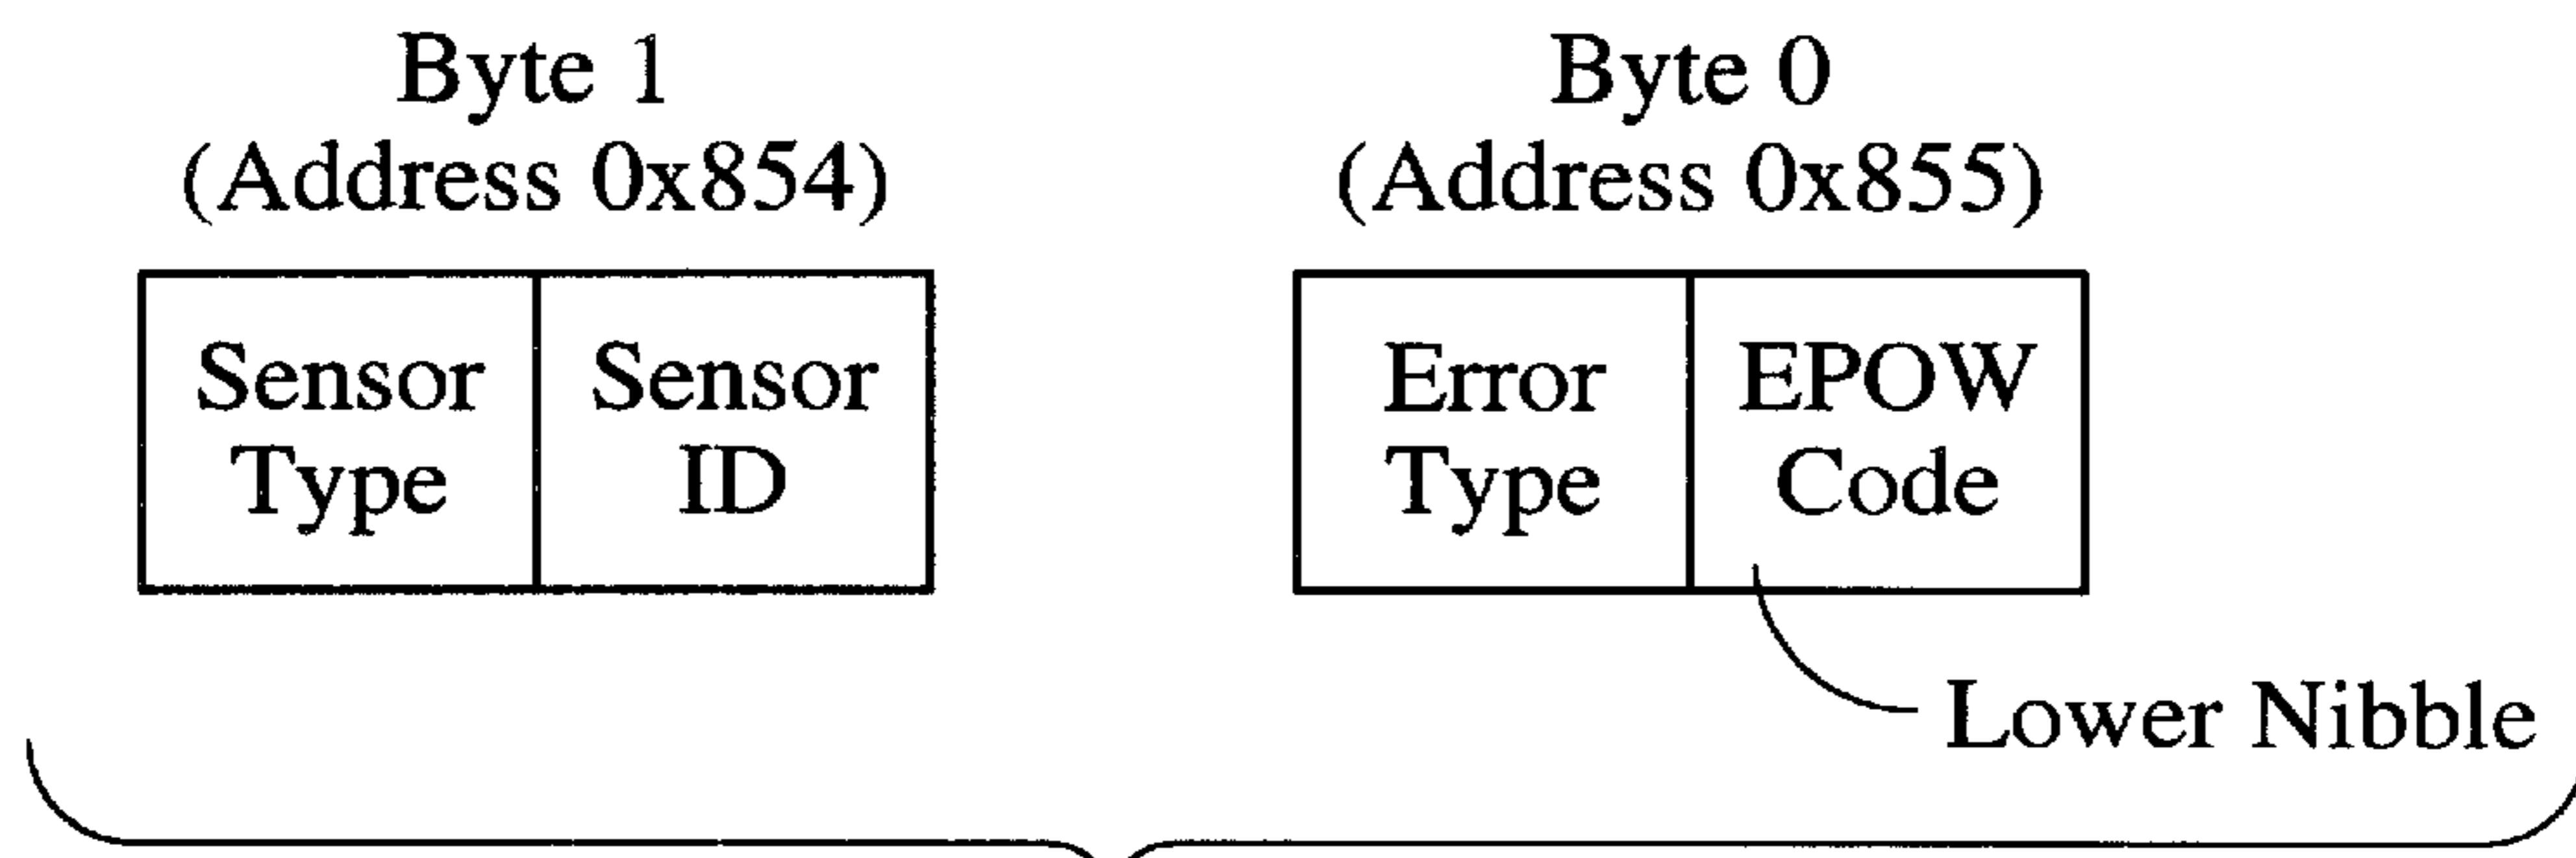 Byte 1
(Address 0x854)
Byte 0
(Address 0x855)
Sensor
Type
Sensor
ID
Error
Type
EPOW
Code
Lower Nibble